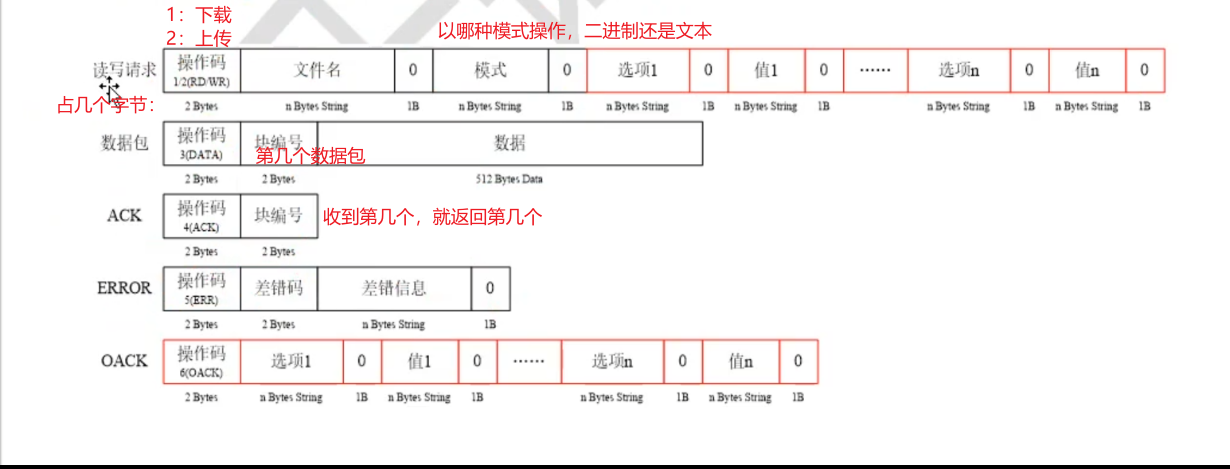 1：下载
2：上传
以哪种模式操作，二进制还是文本
读写请求 操作码 1/2(RD/WR) 文件名 0 模式 0 选项1 0 值1 0 …… 选项n 0 值n 0
占几个字节：
2 Bytes n Bytes String 1B n Bytes String 1B n Bytes String 1B n Bytes String 1B n Bytes String 1B n Bytes String 1B
数据包 操作码 3(DATA) 块编号 数据
第几个数据包
2 Bytes 2 Bytes 512 Bytes Data
ACK 操作码 4(ACK) 块编号
收到第几个，就返回第几个
2 Bytes 2 Bytes
ERROR 操作码 5(ERR) 差错码 差错信息 0
2 Bytes 2 Bytes n Bytes String 1B
OACK 操作码 6(OACK) 选项1 0 值1 0 …… 选项n 0 值n 0
2 Bytes n Bytes String 1B n Bytes String 1B n Bytes String 1B n Bytes String 1B